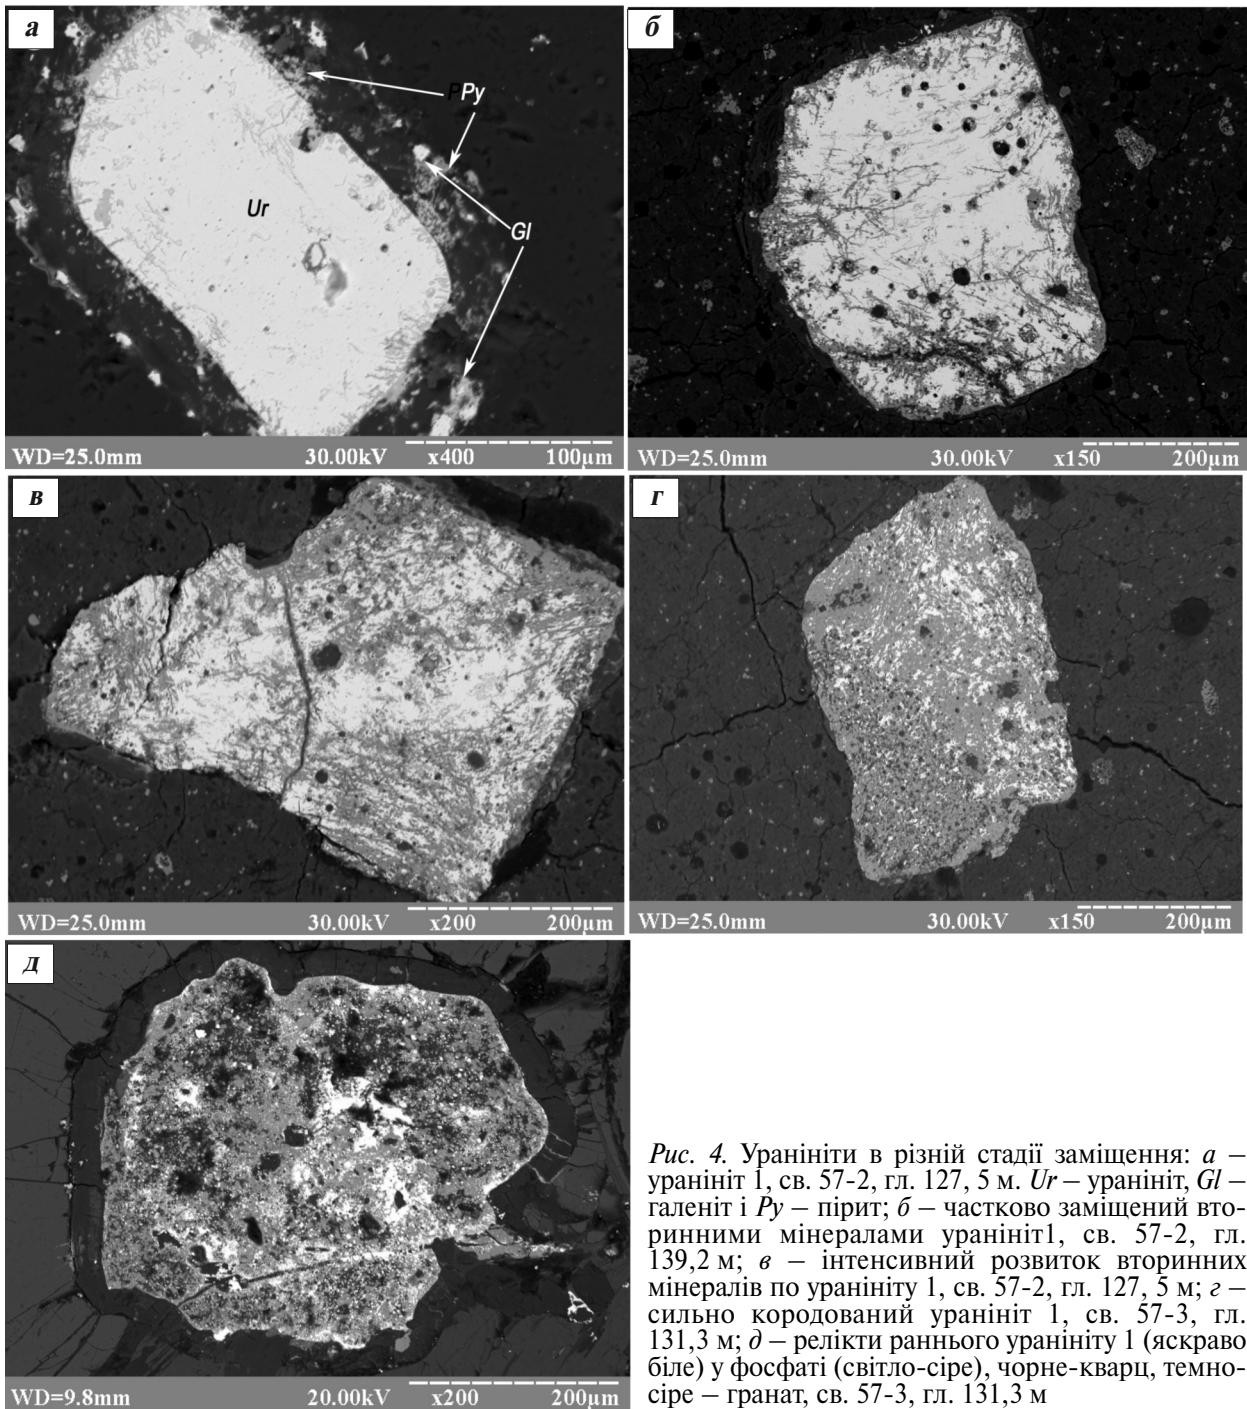 а
PPy
Ur
Gl
WD=25.0mm 30.00kV x400 100µm
б
WD=25.0mm 30.00kV x150 200µm
в
WD=25.0mm 30.00kV x200 200µm
г
WD=25.0mm 30.00kV x150 200µm
д
WD=9.8mm 20.00kV x200 200µm
Рис. 4. Уранініти в різній стадії заміщення: а –
уранініт 1, св. 57-2, гл. 127, 5 м. Ur – уранініт, Gl –
галеніт і Py – пірит; б – частково заміщений вто-
ринними мінералами уранініт1, св. 57-2, гл.
139,2 м; в – інтенсивний розвиток вторинних
мінералів по уранініту 1, св. 57-2, гл. 127, 5 м; г –
сильно кородований уранініт 1, св. 57-3, гл.
131,3 м; д – релікти раннього уранініту 1 (яскраво
біле) у фосфаті (світло-сіре), чорне-кварц, темно-
сіре – гранат, св. 57-3, гл. 131,3 м